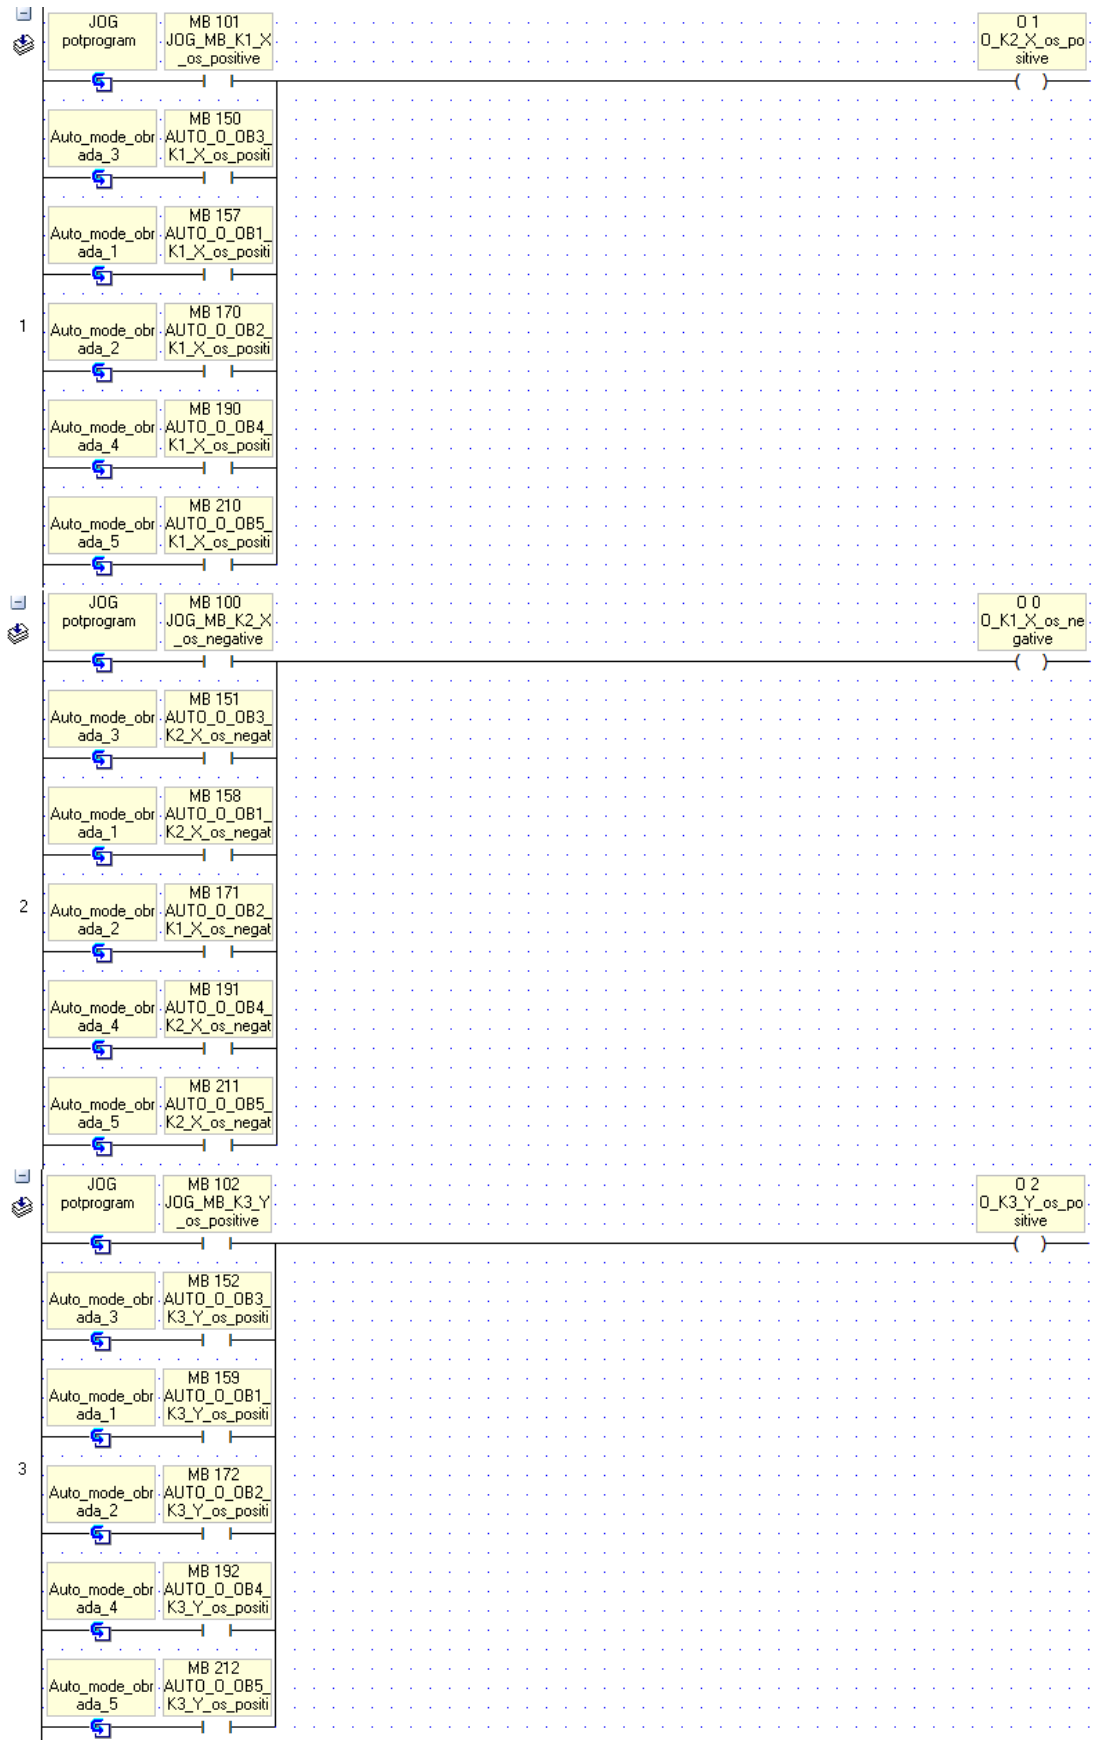 JOG
potprogram
MB 101
JOG_MB_K1_X
_os_positive
O 1
O_K2_X_os_po
sitive
Auto_mode_obr
ada_3
MB 150
AUTO_O_OB3_
K1_X_os_positi
Auto_mode_obr
ada_1
MB 157
AUTO_O_OB1_
K1_X_os_positi
1
Auto_mode_obr
ada_2
MB 170
AUTO_O_OB2_
K1_X_os_positi
Auto_mode_obr
ada_4
MB 190
AUTO_O_OB4_
K1_X_os_positi
Auto_mode_obr
ada_5
MB 210
AUTO_O_OB5_
K1_X_os_positi
JOG
potprogram
MB 100
JOG_MB_K2_X
_os_negative
O 0
O_K1_X_os_ne
gative
Auto_mode_obr
ada_3
MB 151
AUTO_O_OB3_
K2_X_os_negat
Auto_mode_obr
ada_1
MB 158
AUTO_O_OB1_
K2_X_os_negat
2
Auto_mode_obr
ada_2
MB 171
AUTO_O_OB2_
K1_X_os_negat
Auto_mode_obr
ada_4
MB 191
AUTO_O_OB4_
K2_X_os_negat
Auto_mode_obr
ada_5
MB 211
AUTO_O_OB5_
K2_X_os_negat
JOG
potprogram
MB 102
JOG_MB_K3_Y
_os_positive
O 2
O_K3_Y_os_po
sitive
Auto_mode_obr
ada_3
MB 152
AUTO_O_OB3_
K3_Y_os_positi
Auto_mode_obr
ada_1
MB 159
AUTO_O_OB1_
K3_Y_os_positi
3
Auto_mode_obr
ada_2
MB 172
AUTO_O_OB2_
K3_Y_os_positi
Auto_mode_obr
ada_4
MB 192
AUTO_O_OB4_
K3_Y_os_positi
Auto_mode_obr
ada_5
MB 212
AUTO_O_OB5_
K3_Y_os_positi